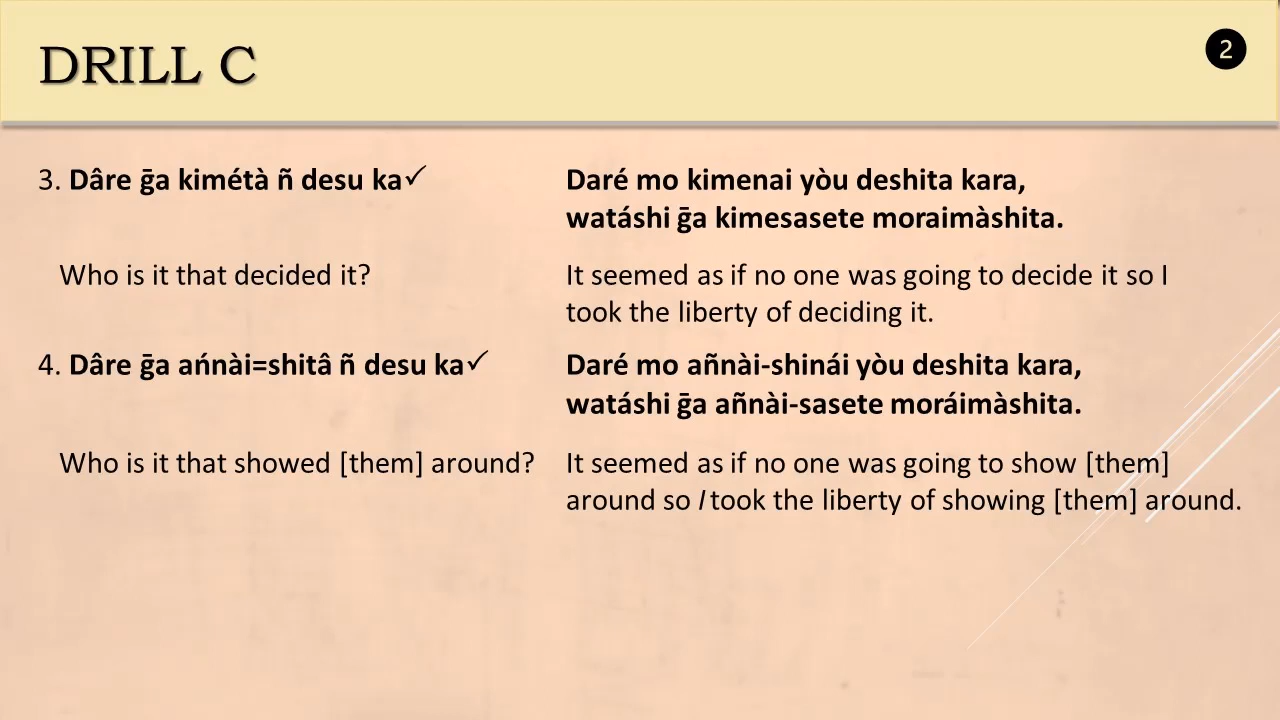 DRILL C
2
3. Dâre ḡa kimétà ñ desu ka✓
Daré mo kimenai yòu deshita kara,
watáshi ḡa kimesasete moraimàshita.
Who is it that decided it?
It seemed as if no one was going to decide it so I
took the liberty of deciding it.
4. Dâre ḡa ańnài=shitâ ñ desu ka✓
Daré mo añnài-shinái yòu deshita kara,
watáshi ḡa añnài-sasete moráimàshita.
Who is it that showed [them] around?
It seemed as if no one was going to show [them]
around so I took the liberty of showing [them] around.